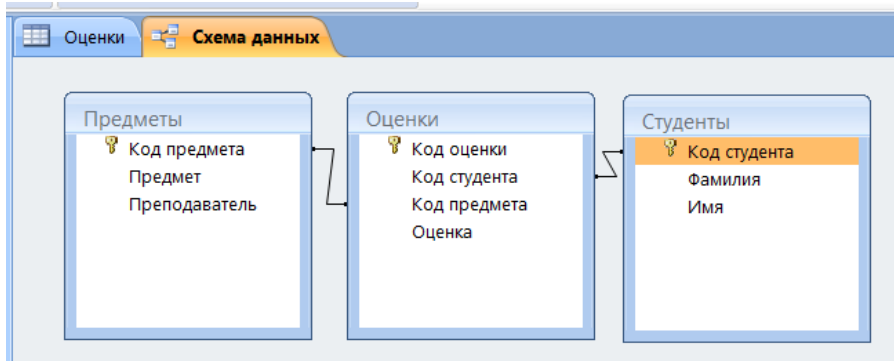 Оценки
Схема данных
Предметы
Код предмета
Предмет
Преподаватель
Оценки
Код оценки
Код студента
Код предмета
Оценка
Студенты
Код студента
Фамилия
Имя